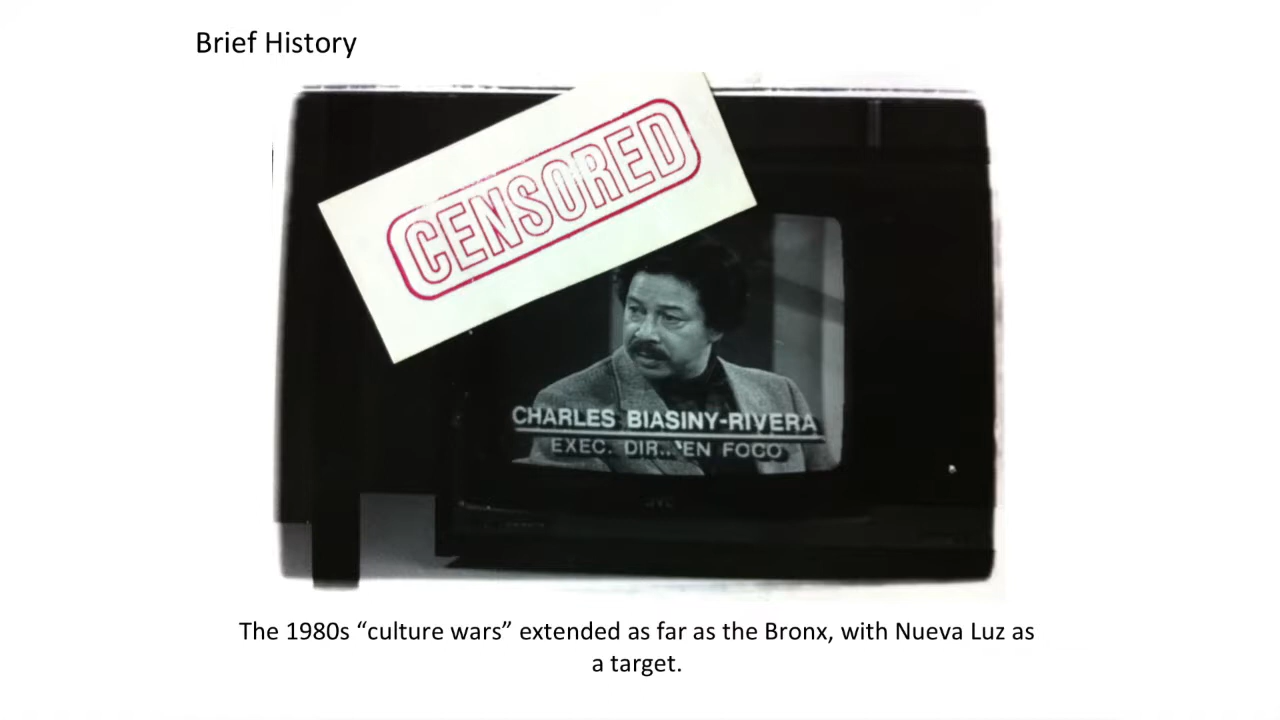 Brief History
CENSORED
CHARLES BIASINY-RIVERA
EXEC. DIR.. 'EN FOCO
JVC
The 1980s “culture wars” extended as far as the Bronx, with Nueva Luz as
a target.